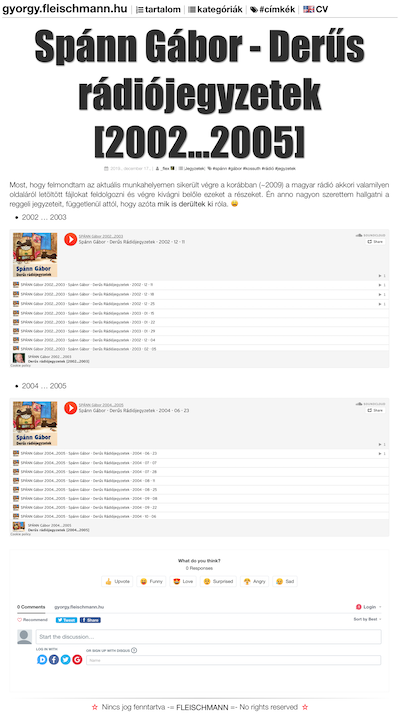 gyorgy.fleischmann.hu tartalom kategóriák #címkék CV
Spánn Gábor - Derűs
rádiójegyzetek
[2002...2005]
Most, hogy felmondtam az aktuális munkahelyemen sikerült végre a korábban (~2009) a magyar rádió akkori valamilyen
oldaláról letöltött fájlokat feldolgozni és végre kivágni belőle ezeket a részeket. Én anno nagyon szerettem hallgatni a
reggeli jegyzeteit, függetlenül attól, hogy azóta mik is derültek ki róla.
2002 ... 2003
SPÁNN Gábor 2002...2003
Spánn Gábor - Derűs Rádiójegyzetek - 2002 - 12 - 11
Share
Spánn Gábor
Derűs rádiójegyzetek
SPÁNN Gábor 2002...2003 - Spánn Gábor - Derűs Rádiójegyzetek - 2002 - 12 - 11
SPÁNN Gábor 2002...2003 - Spánn Gábor - Derűs Rádiójegyzetek - 2002 - 12 - 18
SPÁNN Gábor 2002...2003 - Spánn Gábor - Derűs Rádiójegyzetek - 2002 - 12 - 25
SPÁNN Gábor 2002...2003 - Spánn Gábor - Derűs Rádiójegyzetek - 2003 - 01 - 15
SPÁNN Gábor 2002...2003 - Spánn Gábor - Derűs Rádiójegyzetek - 2003 - 01 - 22
SPÁNN Gábor 2002...2003 - Spánn Gábor - Derűs Rádiójegyzetek - 2003 - 01 - 29
SPÁNN Gábor 2002...2003 - Spánn Gábor - Derűs Rádiójegyzetek - 2003 - 02 - 05
SPÁNN Gábor 2002...2003
Derűs rádiójegyzetek [2002...2003]
Cookie policy
2004 ... 2005
SPÁNN Gábor 2004...2005
Spánn Gábor - Derűs Rádiójegyzetek - 2004 - 06 - 23
Share
Spánn Gábor
Derűs rádiójegyzetek
SPÁNN Gábor 2004...2005 - Spánn Gábor - Derűs Rádiójegyzetek - 2004 - 06 - 23
SPÁNN Gábor 2004...2005 - Spánn Gábor - Derűs Rádiójegyzetek - 2004 - 07 - 07
SPÁNN Gábor 2004...2005 - Spánn Gábor - Derűs Rádiójegyzetek - 2004 - 07 - 28
SPÁNN Gábor 2004...2005 - Spánn Gábor - Derűs Rádiójegyzetek - 2004 - 08 - 11
SPÁNN Gábor 2004...2005 - Spánn Gábor - Derűs Rádiójegyzetek - 2004 - 08 - 25
SPÁNN Gábor 2004...2005 - Spánn Gábor - Derűs Rádiójegyzetek - 2004 - 09 - 08
SPÁNN Gábor 2004...2005 - Spánn Gábor - Derűs Rádiójegyzetek - 2004 - 09 - 22
SPÁNN Gábor 2004...2005 - Spánn Gábor - Derűs Rádiójegyzetek - 2004 - 10 - 06
SPÁNN Gábor 2004...2005
Derűs rádiójegyzetek [2004...2005]
Cookie policy
What do you think?
0 Responses
Upvote Funny Love Surprised Angry Sad
0 Comments gyorgy.fleischmann.hu Login
Recommend Tweet Share Sort by Best
Start the discussion...
LOG IN WITH OR SIGN UP WITH DISQUS
Name
Nincs jog fenntartva -= FLEISCHMANN =- No rights reserved